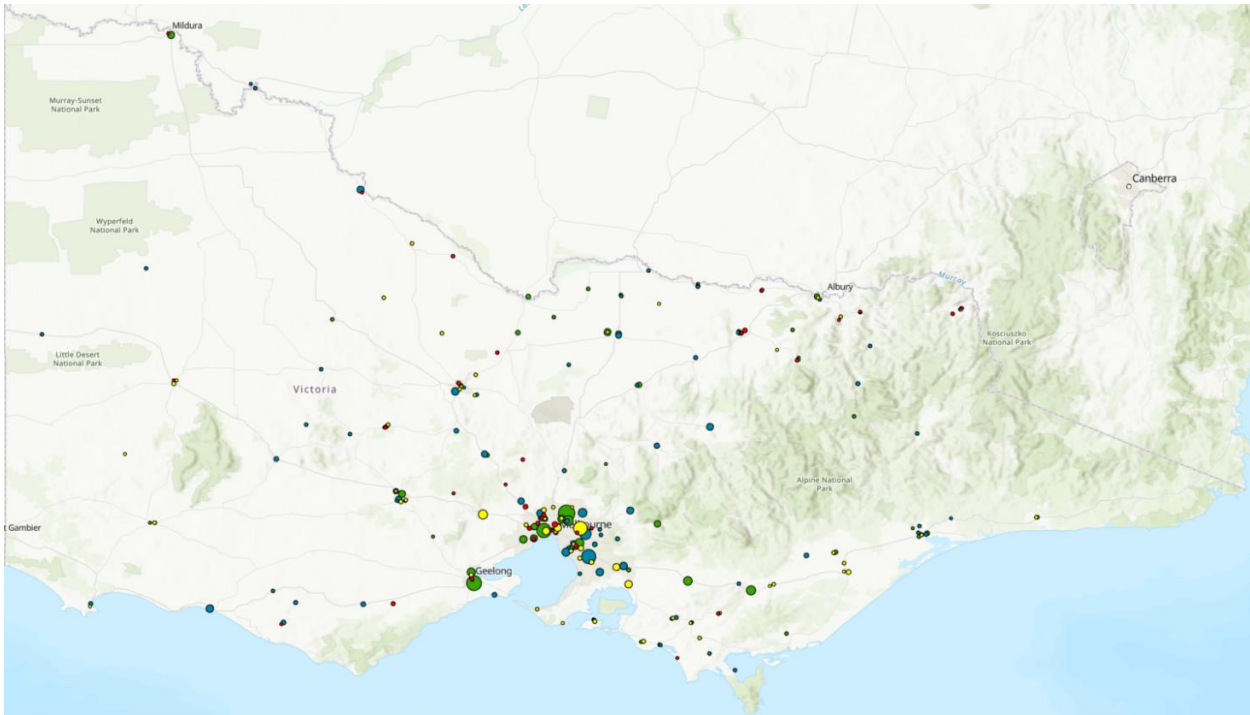 Mildura
Murray-Sunset
National Park
Canberra
Wyperfeld
National Park
Murray
Albury
Kosciuszko
National Park
Little Desert
National Park
Victoria
Alpine National
Park
t Gambier
Geelong